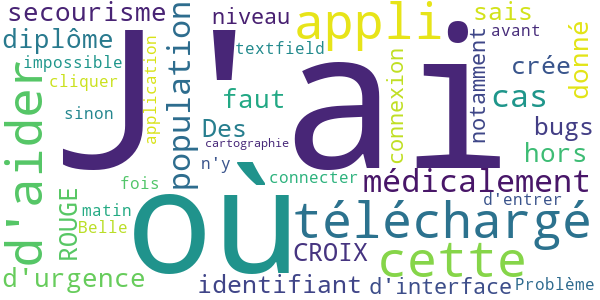 secourisme
niveau
appli
sais
avant
diplôme
textfield
impossible
cliquer
application
population
J'ai
connexion
notamment
crée
donné
cas
sinon
faut
Des
bugs
cartographie
hors
d'aider
n'y
connecter
médicalement
fois
ROUGE
matin
Belle
où
téléchargé
d'entrer
CROIX
cette
d'urgence
identifiant
d'interface
Problème